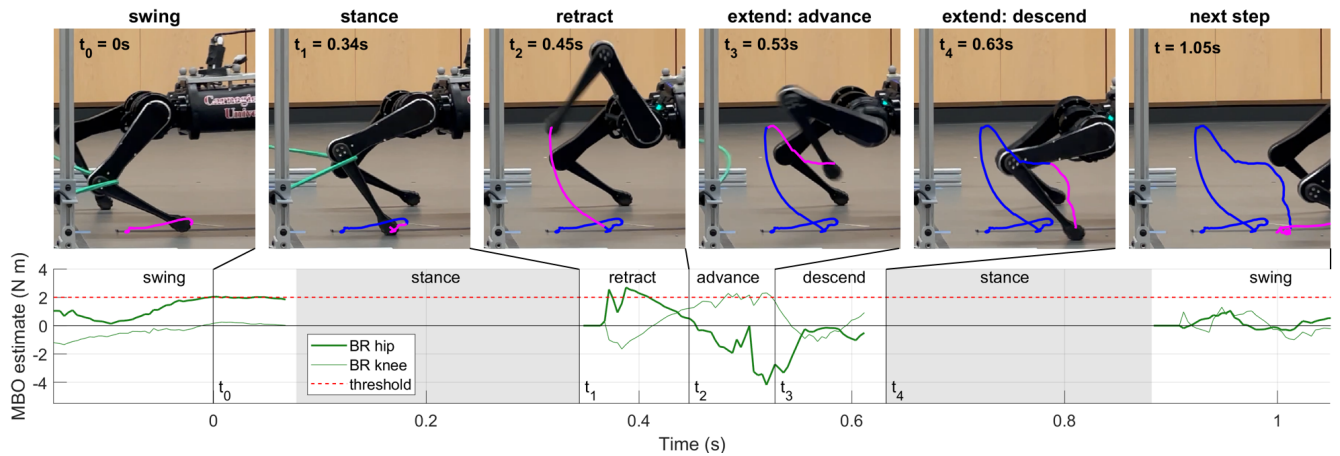 swing
stance
retract
extend: advance
extend: descend
next step
t0 = 0s
t1 = 0.34s
t2 = 0.45s
t3 = 0.53s
t4 = 0.63s
t = 1.05s
Carnegie
Univers
swing
stance
retract
advance
descend
stance
swing
MBO estimate (N m)
4
2
0
-2
-4
BR hip
BR knee
threshold
t0
t1
t2
t3
t4
0
0.2
0.4
0.6
0.8
1
Time (s)